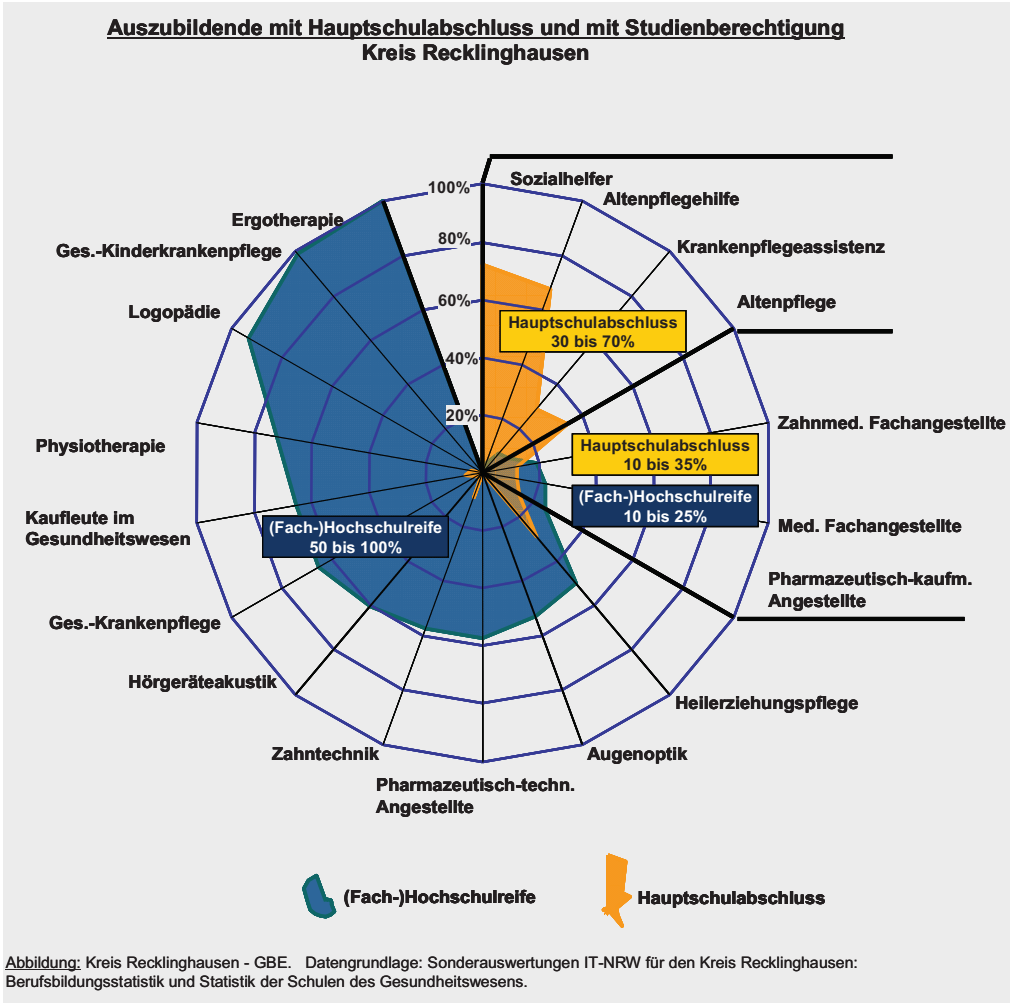 Auszubildende mit Hauptschulabschluss und mit Studienberechtigung
Kreis Recklinghausen
100%
80%
60%
40%
20%
Sozialhelfer
Altenpflegehilfe
Krankenpflegeassistenz
Altenpflege
Zahnmed. Fachangestellte
Med. Fachangestellte
Pharmazeutisch-kaufm.
Angestellte
Heilerziehungspflege
Augenoptik
Pharmazeutisch-techn.
Angestellte
Zahntechnik
Hörgeräteakustik
Ges.-Krankenpflege
Kaufleute im
Gesundheitswesen
Physiotherapie
Logopädie
Ges.-Kinderkrankenpflege
Ergotherapie
Hauptschulabschluss
30 bis 70%
Hauptschulabschluss
10 bis 35%
(Fach-)Hochschulreife
10 bis 25%
(Fach-)Hochschulreife
50 bis 100%
(Fach-)Hochschulreife
Hauptschulabschluss
Abbildung: Kreis Recklinghausen - GBE. Datengrundlage: Sonderauswertungen IT-NRW für den Kreis Recklinghausen:
Berufsbildungsstatistik und Statistik der Schulen des Gesundheitswesens.